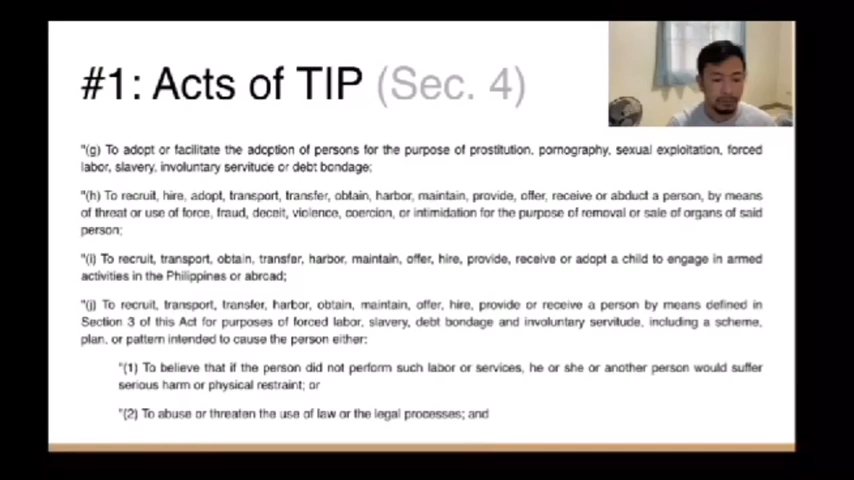 #1: Acts of TIP (Sec. 4)
"(g) To adopt or facilitate the adoption of persons for the purpose of prostitution, pornography, sexual exploitation, forced
labor, slavery, involuntary servitude or debt bondage;
"(h) To recruit, hire, adopt, transport, transfer, obtain, harbor, maintain, provide, offer, receive or abduct a person, by means
of threat or use of force, fraud, deceit, violence, coercion, or intimidation for the purpose of removal or sale of organs of said
person;
"(i) To recruit, transport, obtain, transfer, harbor, maintain, offer, hire, provide, receive or adopt a child to engage in armed
activities in the Philippines or abroad;
"(j) To recruit, transport, transfer, harbor, obtain, maintain, offer, hire, provide or receive a person by means defined in
Section 3 of this Act for purposes of forced labor, slavery, debt bondage and involuntary servitude, including a scheme,
plan, or pattern intended to cause the person either:
"(1) To believe that if the person did not perform such labor or services, he or she or another person would suffer
serious harm or physical restraint; or
"(2) To abuse or threaten the use of law or the legal processes; and